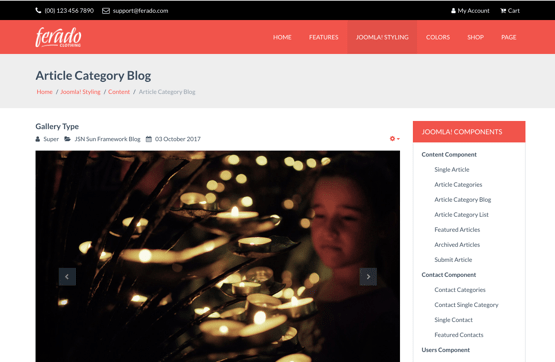 (00) 123 456 7890 support@ferado.com My Account Cart
ferado
CLOTHING
HOME FEATURES JOOMLA! STYLING COLORS SHOP PAGE
Article Category Blog
Home / Joomla! Styling / Content / Article Category Blog
Gallery Type
Super JSN Sun Framework Blog 03 October 2017
JOOMLA! COMPONENTS
Content Component
Single Article
Article Categories
Article Category Blog
Article Category List
Featured Articles
Archived Articles
Submit Article
Contact Component
Contact Categories
Contact Single Category
Single Contact
Featured Contacts
Users Component